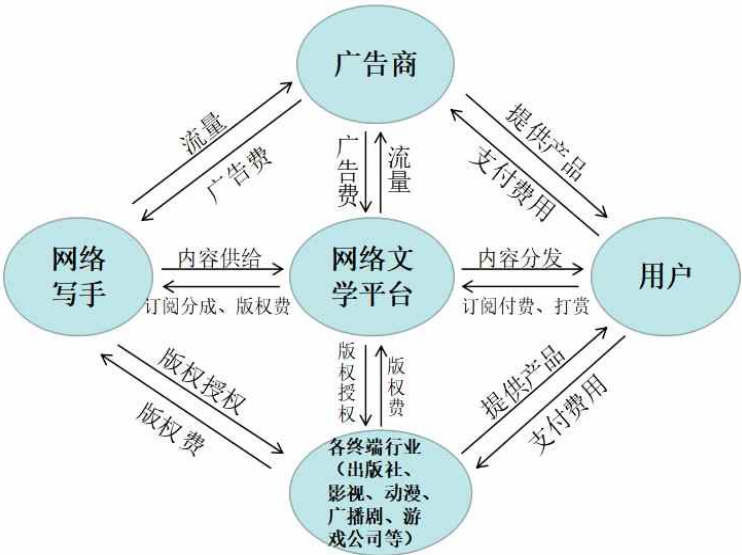 广告商
流量
广告费
广告费
流量
提供产品
支付费用
网络
写手
内容供给
订阅分成、版权费
网络文
学平台
内容分发
订阅付费、打赏
用户
版权授权
版权费
版权授权
版权费
提供产品
支付费用
各终端行业
（出版社、
影视、动漫、
广播剧、游
戏公司等）